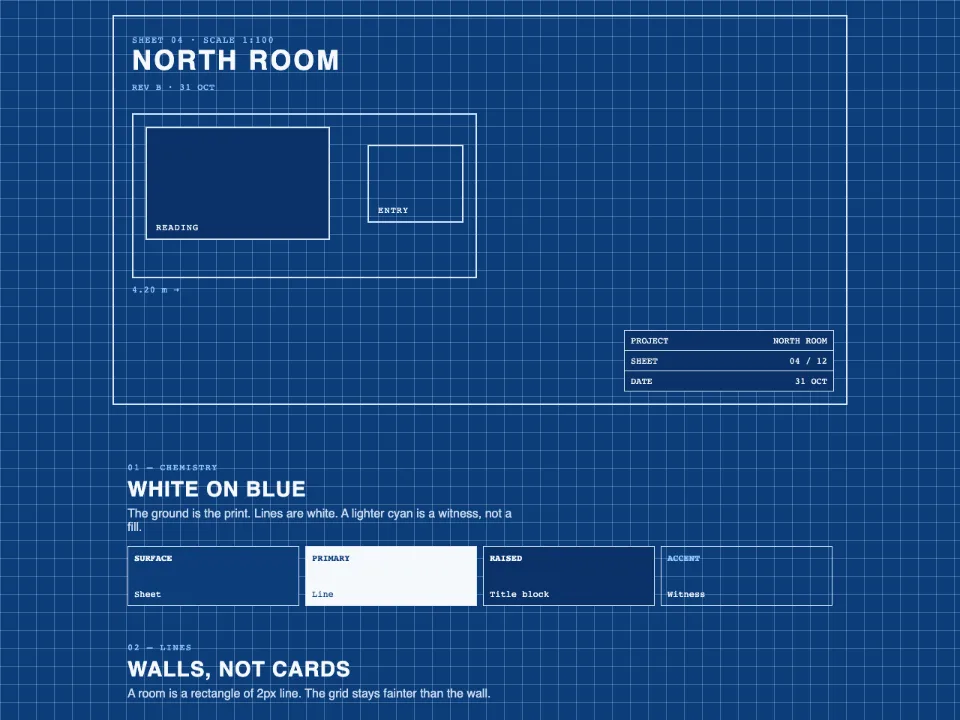 SHEET 04 · SCALE 1:100
NORTH ROOM
REV B · 31 OCT
READING
ENTRY
4.20 m →
PROJECT NORTH ROOM
SHEET 04 / 12
DATE 31 OCT
01 — CHEMISTRY
WHITE ON BLUE
The ground is the print. Lines are white. A lighter cyan is a witness, not a
fill.
SURFACE PRIMARY RAISED ACCENT
Sheet Line Title block Witness
02 — LINES
WALLS, NOT CARDS
A room is a rectangle of 2px line. The grid stays fainter than the wall.